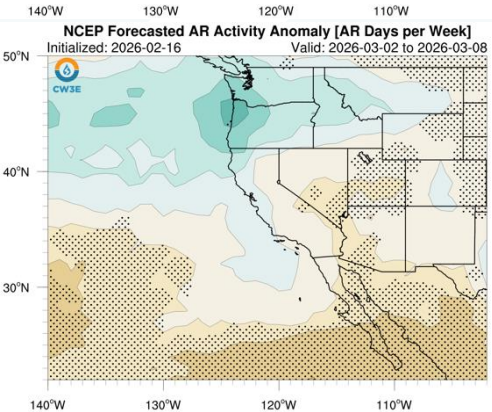 140°W 130°W 120°W 110°W
NCEP Forecasted AR Activity Anomaly [AR Days per Week]
Initialized: 2026-02-16 Valid: 2026-03-02 to 2026-03-08
50°N
CW3E
40°N
30°N
140°W 130°W 120°W 110°W